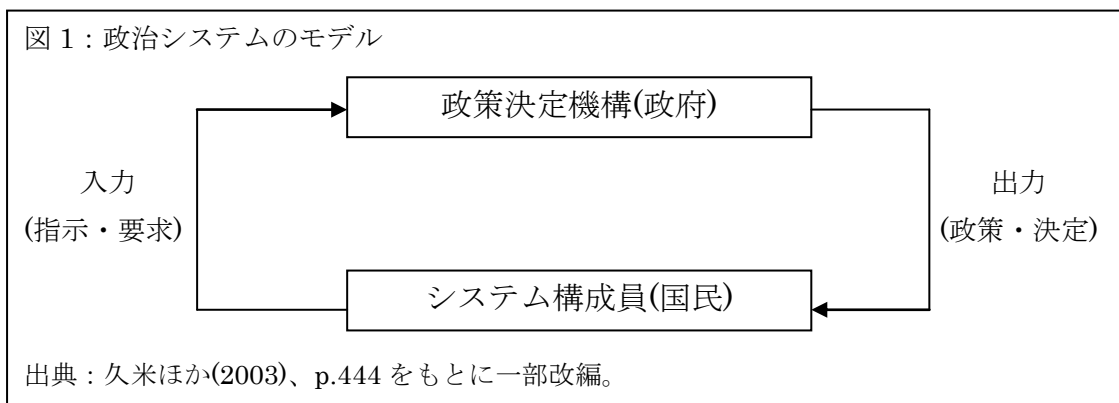 図 1：政治システムのモデル
政策決定機構(政府)
入力
(指示・要求)
出力
(政策・決定)
システム構成員(国民)
出典：久米ほか(2003)、p.444 をもとに一部改編。